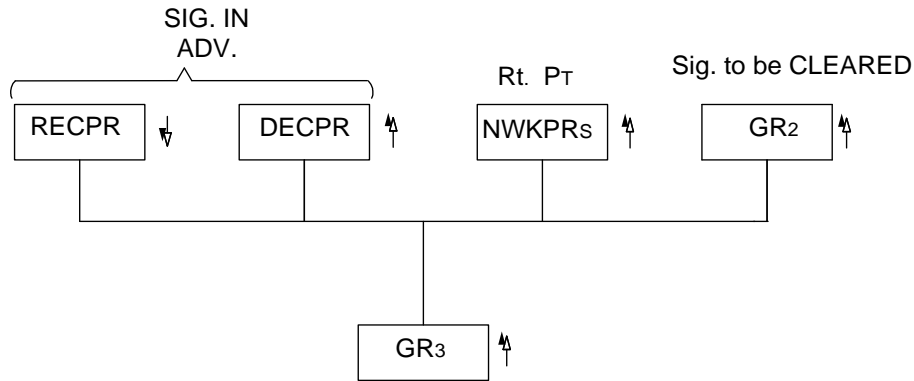 SIG. IN
ADV.
Rt. PT
Sig. to be CLEARED
RECPR
DECPR
NWKPRS
GR2
GR3